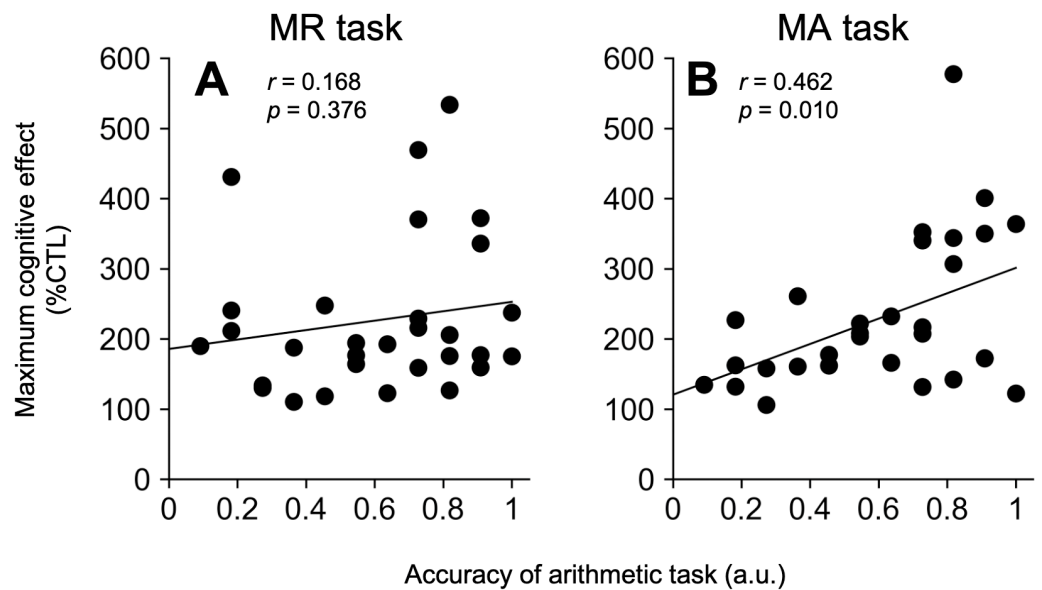 MR task
MA task
A
r = 0.168
p = 0.376
B
r = 0.462
p = 0.010
Maximum cognitive effect
(%CTL)
600
500
400
300
200
100
0
0
0.2
0.4
0.6
0.8
1
600
500
400
300
200
100
0
0
0.2
0.4
0.6
0.8
1
Accuracy of arithmetic task (a.u.)